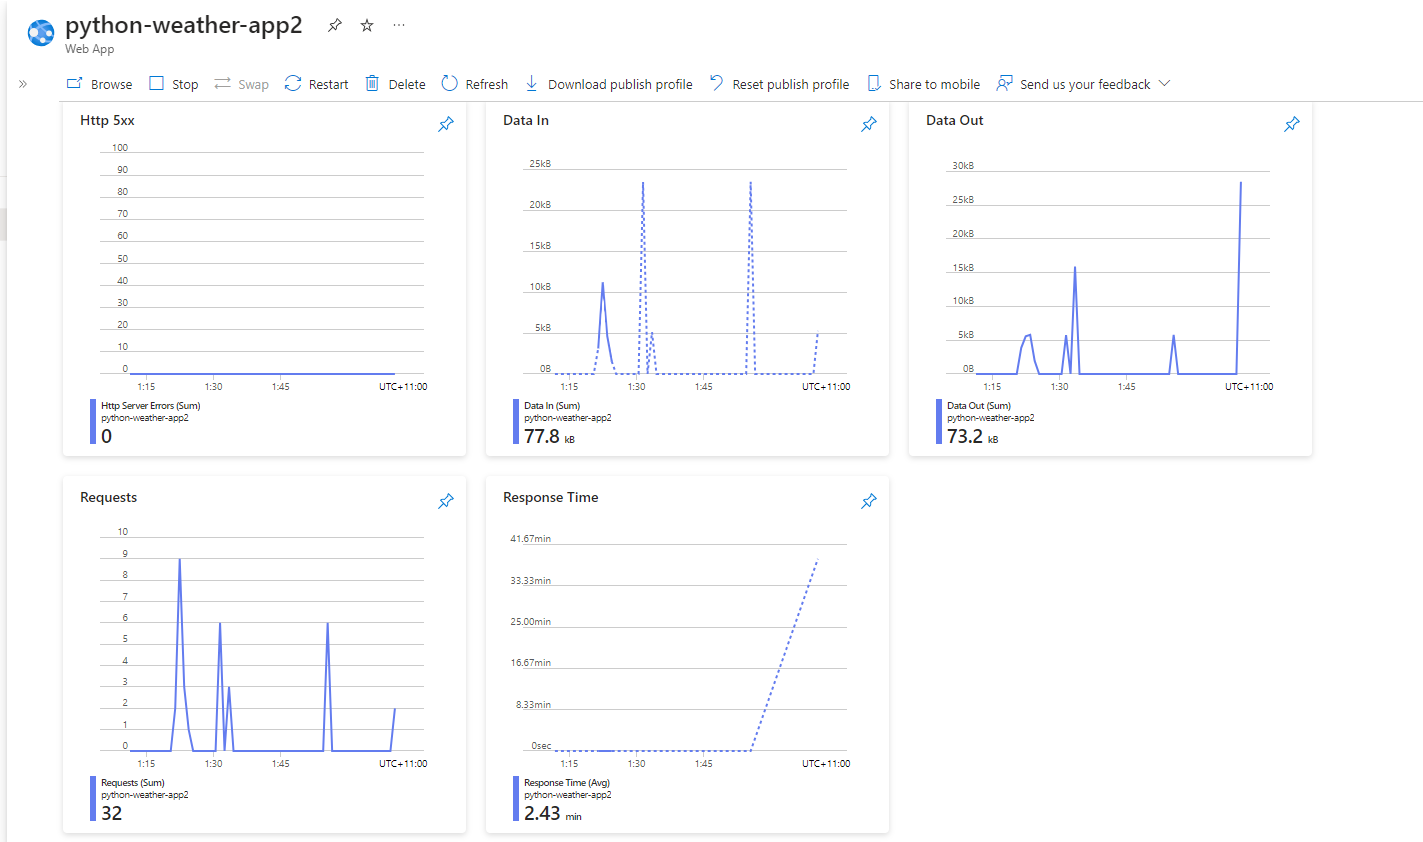 python-weather-app2
Web App
Browse Stop Swap Restart Delete Refresh Download publish profile Reset publish profile Share to mobile Send us your feedback
Http 5xx
100
90
80
70
60
50
40
30
20
10
0
1:15 1:30 1:45 UTC+11:00
Http Server Errors (Sum)
python-weather-app2
0
Data In
25kB
20kB
15kB
10kB
5kB
0B
1:15 1:30 1:45 UTC+11:00
Data In (Sum)
python-weather-app2
77.8 kB
Data Out
30kB
25kB
20kB
15kB
10kB
5kB
0B
1:15 1:30 1:45 UTC+11:00
Data Out (Sum)
python-weather-app2
73.2 kB
Requests
10
9
8
7
6
5
4
3
2
1
0
1:15 1:30 1:45 UTC+11:00
Requests (Sum)
python-weather-app2
32
Response Time
41.67min
33.33min
25.00min
16.67min
8.33min
0sec
1:15 1:30 1:45 UTC+11:00
Response Time (Avg)
python-weather-app2
2.43 min